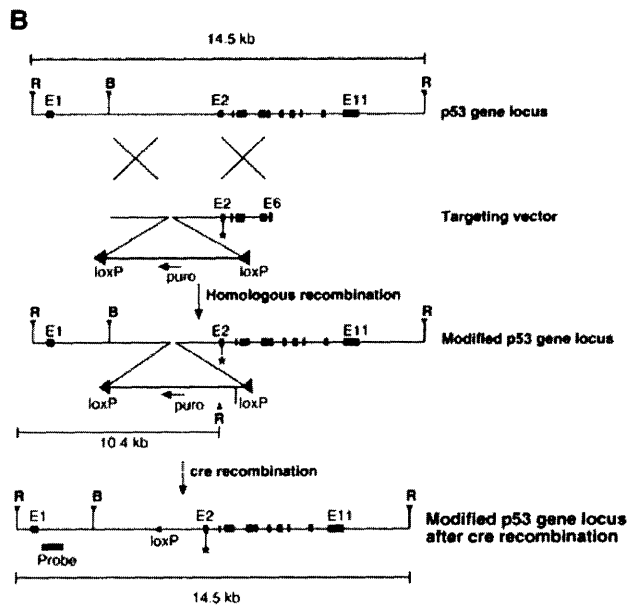 B
14.5 kb
R E1 B E2 E11 R
p53 gene locus
E2 E6
Targeting vector
loxP puro loxP
Homologous recombination
R E1 B E2 E11 R
Modified p53 gene locus
loxP puro loxP
R
10.4 kb
cre recombination
R E1 B E2 E11 R
loxP
Modified p53 gene locus
after cre recombination
Probe
14.5 kb